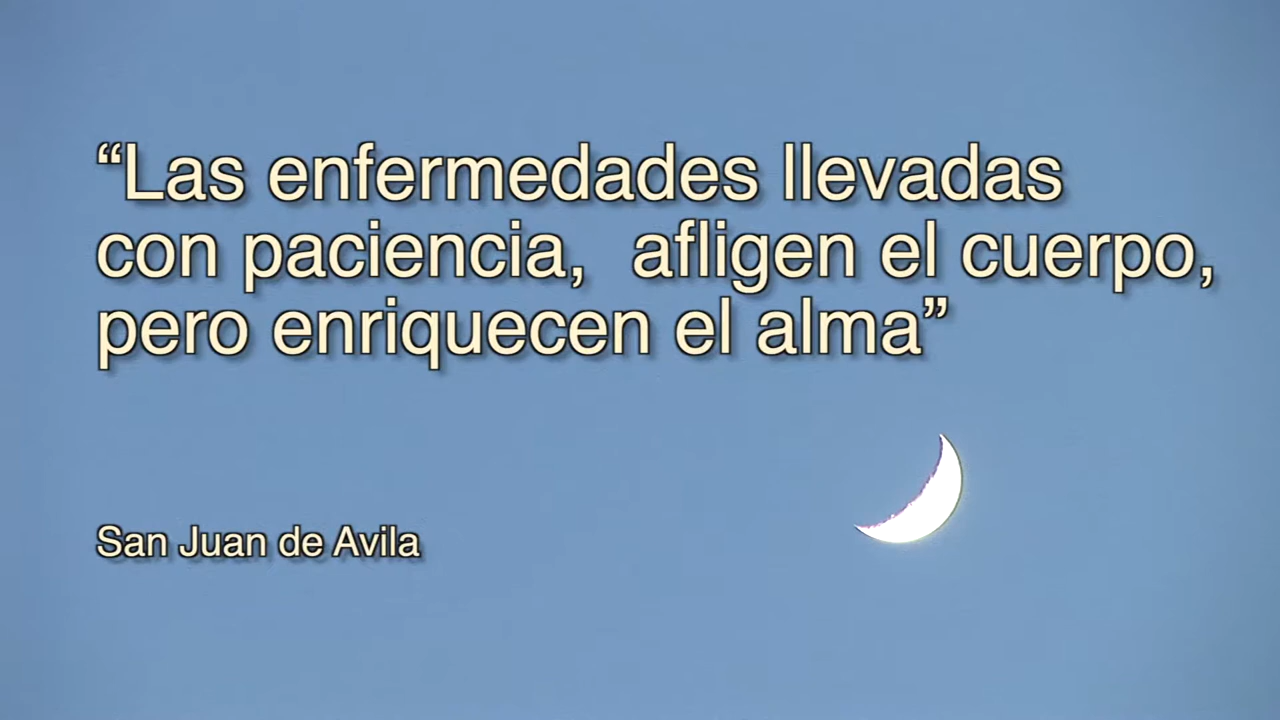 “Las enfermedades llevadas
con paciencia,  afligen el cuerpo,
pero enriquecen el alma”
San Juan de Avila